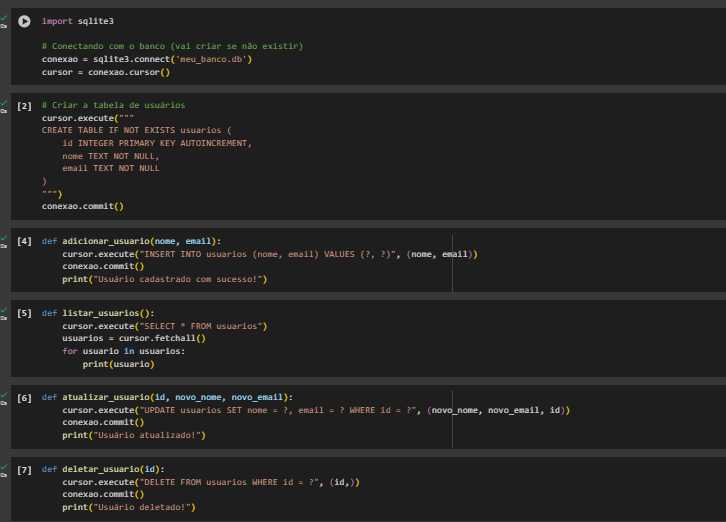 import sqlite3
# Conectando com o banco (vai criar se não existir)
conexao = sqlite3.connect('meu_banco.db')
cursor = conexao.cursor()
[2] # Criar a tabela de usuários
cursor.execute("""
CREATE TABLE IF NOT EXISTS usuarios (
    id INTEGER PRIMARY KEY AUTOINCREMENT,
    nome TEXT NOT NULL,
    email TEXT NOT NULL
)
""")
conexao.commit()
[4] def adicionar_usuario(nome, email):
    cursor.execute("INSERT INTO usuarios (nome, email) VALUES (?, ?)", (nome, email))
    conexao.commit()
    print("Usuário cadastrado com sucesso!")
[5] def listar_usuarios():
    cursor.execute("SELECT * FROM usuarios")
    usuarios = cursor.fetchall()
    for usuario in usuarios:
        print(usuario)
[6] def atualizar_usuario(id, novo_nome, novo_email):
    cursor.execute("UPDATE usuarios SET nome = ?, email = ? WHERE id = ?", (novo_nome, novo_email, id))
    conexao.commit()
    print("Usuário atualizado!")
[7] def deletar_usuario(id):
    cursor.execute("DELETE FROM usuarios WHERE id = ?", (id,))
    conexao.commit()
    print("Usuário deletado!")